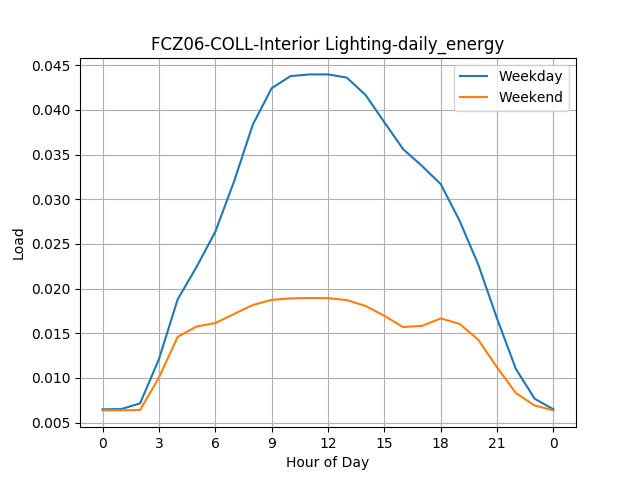 FCZ06-COLL-Interior Lighting-daily_energy
Weekday
Weekend
Load
0.045
0.040
0.035
0.030
0.025
0.020
0.015
0.010
0.005
0 3 6 9 12 15 18 21 0
Hour of Day